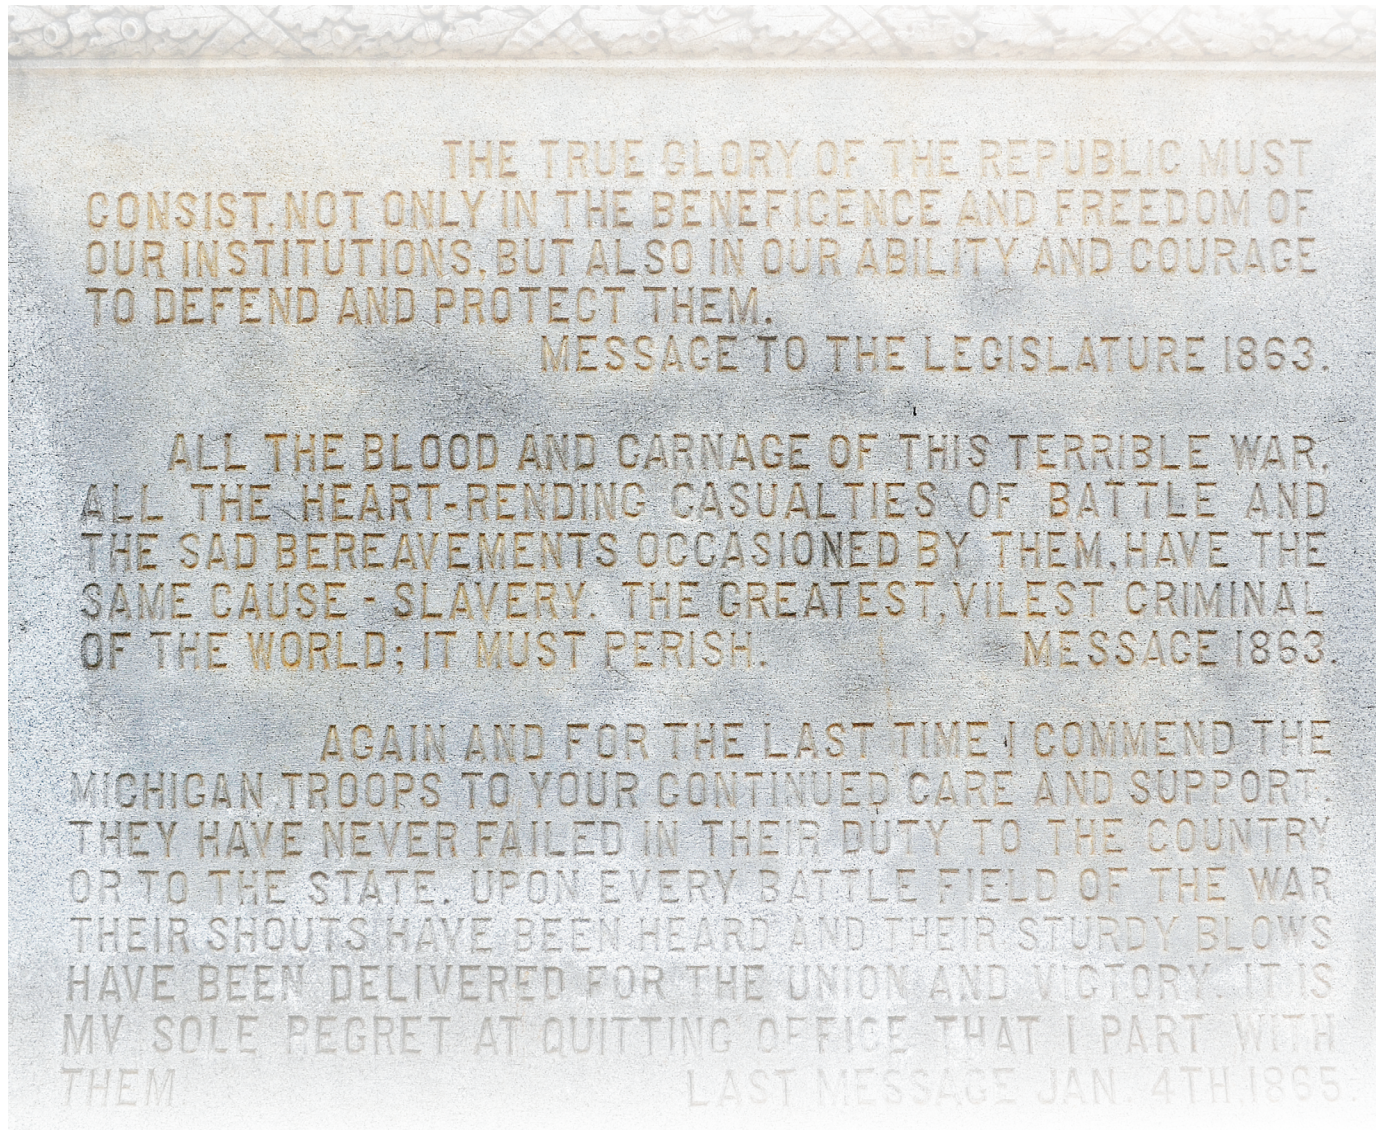 THE TRUE GLORY OF THE REPUBLIC MUST
CONSIST, NOT ONLY IN THE BENEFICENCE AND FREEDOM OF
OUR INSTITUTIONS, BUT ALSO IN OUR ABILITY AND COURAGE
TO DEFEND AND PROTECT THEM.
MESSAGE TO THE LEGISLATURE 1863.
ALL THE BLOOD AND CARNAGE OF THIS TERRIBLE WAR,
ALL THE HEART-RENDING CASUALTIES OF BATTLE AND
THE SAD BEREAVEMENTS OCCASIONED BY THEM, HAVE THE
SAME CAUSE - SLAVERY. THE GREATEST, VILEST CRIMINAL
OF THE WORLD; IT MUST PERISH. MESSAGE 1863.
AGAIN AND FOR THE LAST TIME I COMMEND THE
MICHIGAN TROOPS TO YOUR CONTINUED CARE AND SUPPORT.
THEY HAVE NEVER FAILED IN THEIR DUTY TO THE COUNTRY
OR TO THE STATE. UPON EVERY BATTLE FIELD OF THE WAR
THEIR SHOUTS HAVE BEEN HEARD AND THEIR STURDY BLOWS
HAVE BEEN DELIVERED FOR THE UNION AND VICTORY. IT IS
MY SOLE REGRET AT QUITTING OFFICE THAT I PART WITH
THEM. LAST MESSAGE JAN. 4TH, 1865.